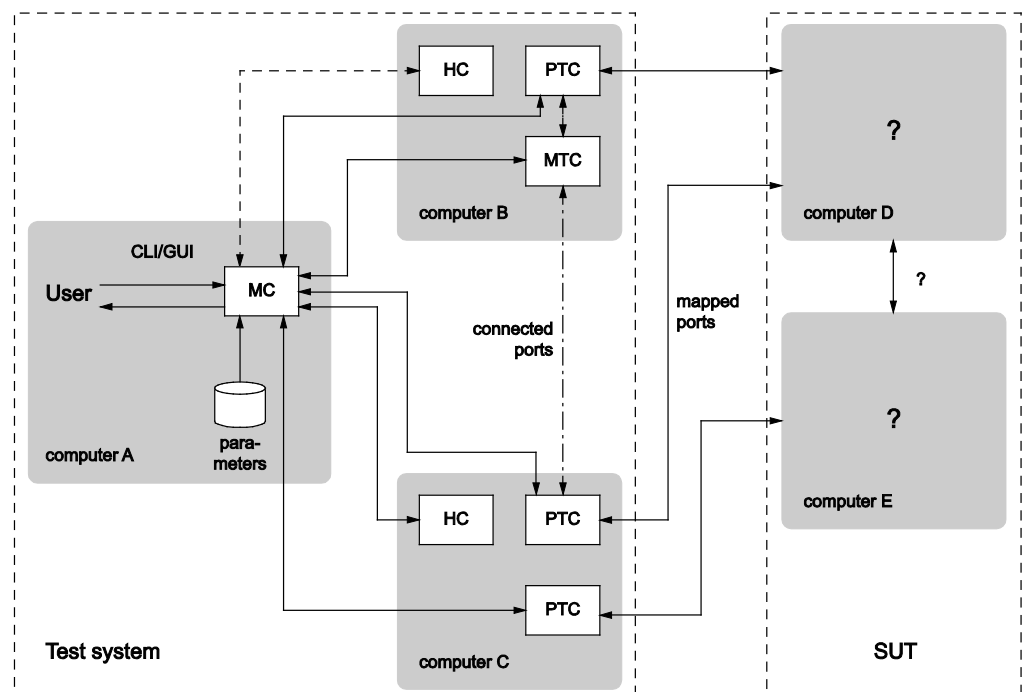 HC
PTC
MTC
computer B
?
computer D
CLI/GUI
User
MC
para-
meters
computer A
connected
ports
mapped
ports
?
?
computer E
HC
PTC
PTC
computer C
Test system
SUT